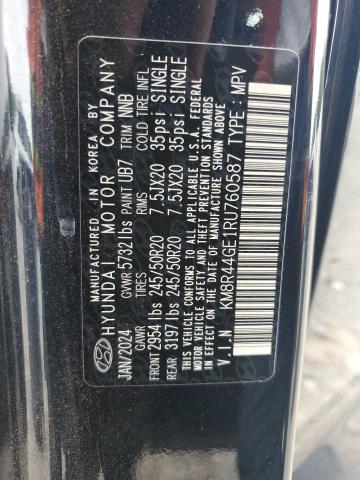 MANUFACTURED IN KOREA BY
HYUNDAI MOTOR COMPANY
JAN/2024 GVWR 5732 lbs PAINT UB7 TRIM NNB
GAWR TIRES RIMS COLD TIRE INFL
FRONT 2954 lbs 245/50R20 7.5JX20 35psi SINGLE
REAR 3197 lbs 245/50R20 7.5JX20 35psi SINGLE
THIS VEHICLE CONFORMS TO ALL APPLICABLE U.S.A. FEDERAL
MOTOR VEHICLE SAFETY AND THEFT PREVENTION STANDARDS
IN EFFECT ON THE DATE OF MANUFACTURE SHOWN ABOVE.
V.I.N : KM8R44GE1RU760587 TYPE : MPV